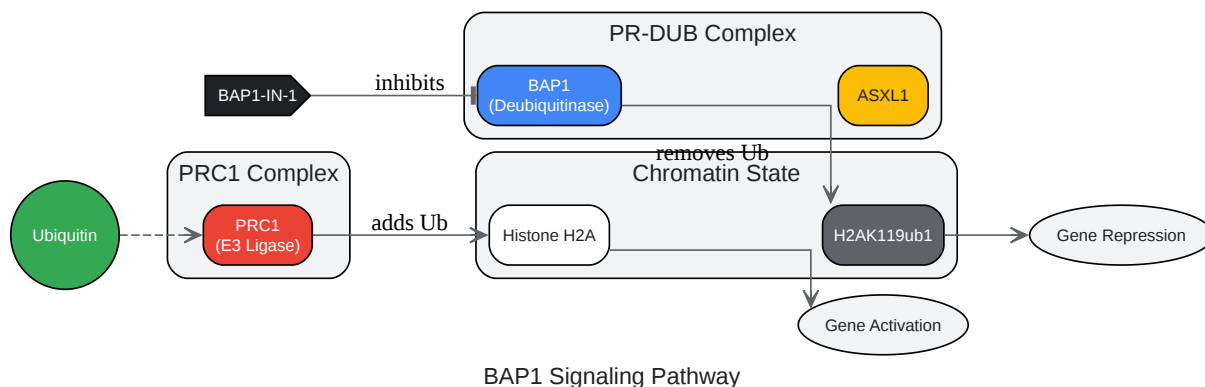 PR-DUB Complex
BAP1-IN-1
inhibits
BAP1
(Deubiquitinase)
ASXL1
removes Ub
PRC1 Complex
Chromatin State
Ubiquitin
PRC1
(E3 Ligase)
adds Ub
Histone H2A
H2AK119ub1
Gene Repression
Gene Activation
BAP1 Signaling Pathway